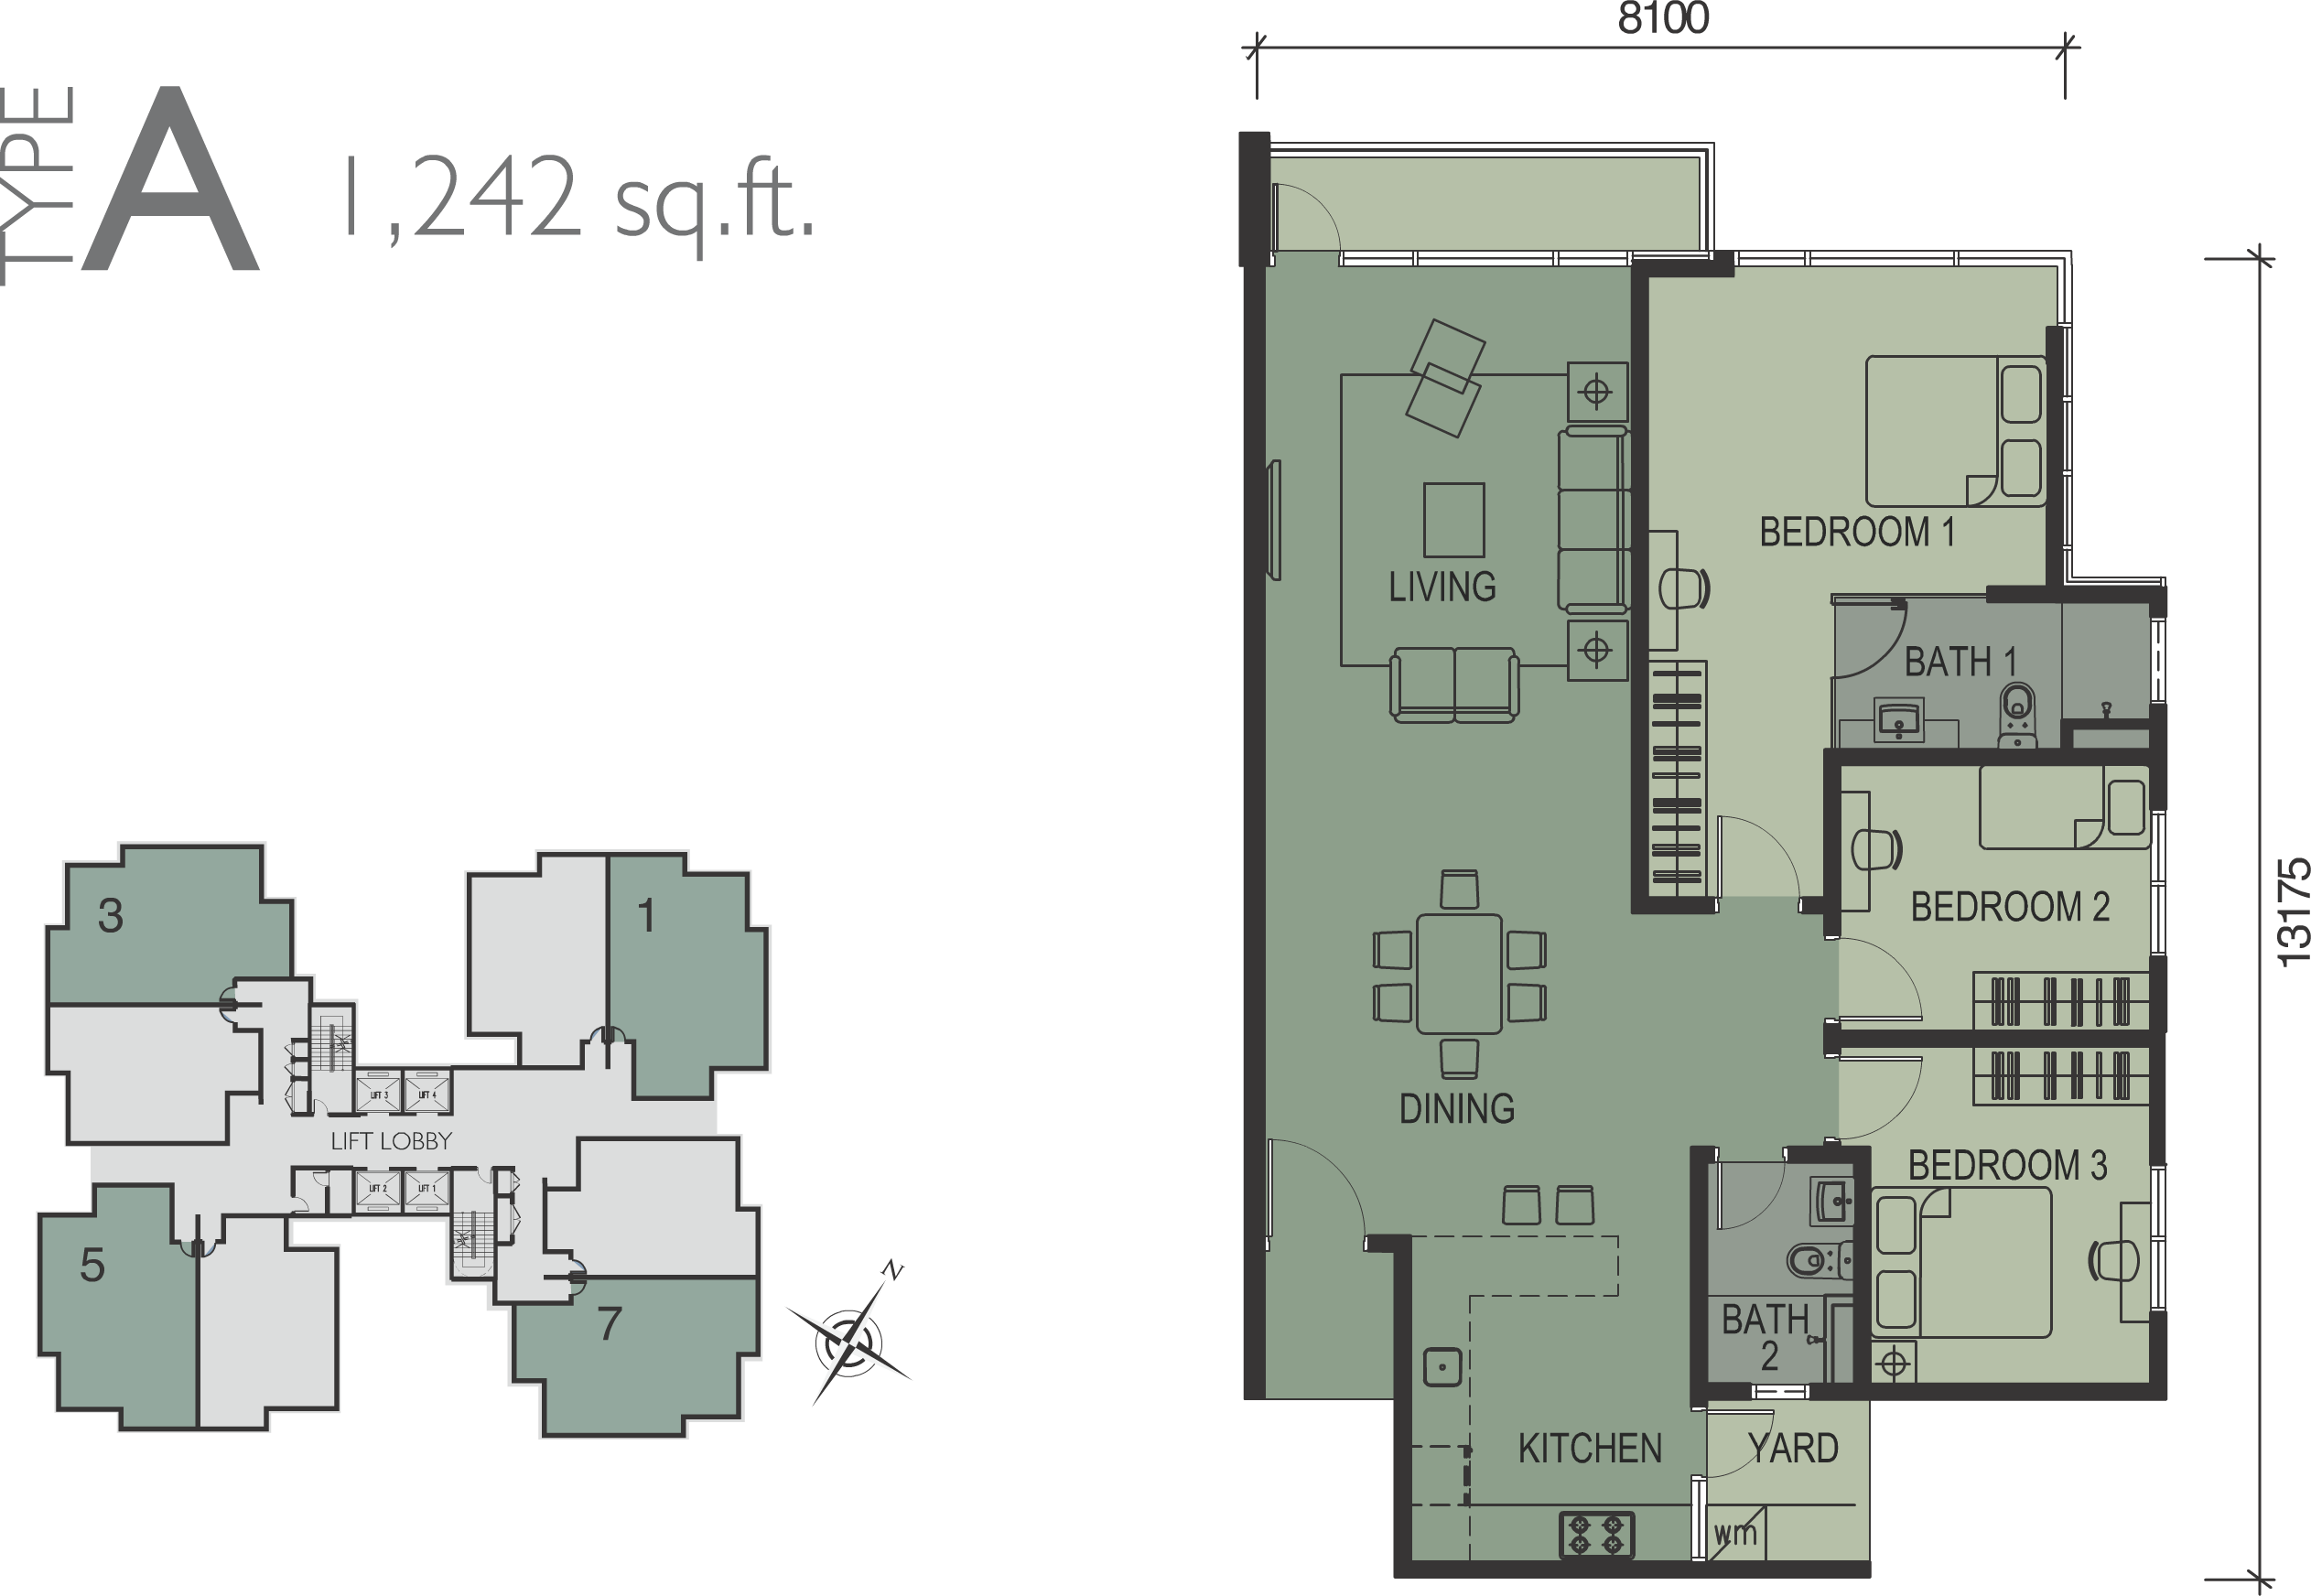 TYPE A
1,242 sq.ft.
8100
13175
LIVING
BEDROOM 1
BATH 1
BEDROOM 2
DINING
BEDROOM 3
BATH
2
KITCHEN
YARD
wm
3
1
LIFT 3
LIFT 4
LIFT LOBBY
LIFT 2
LIFT 1
5
7
N